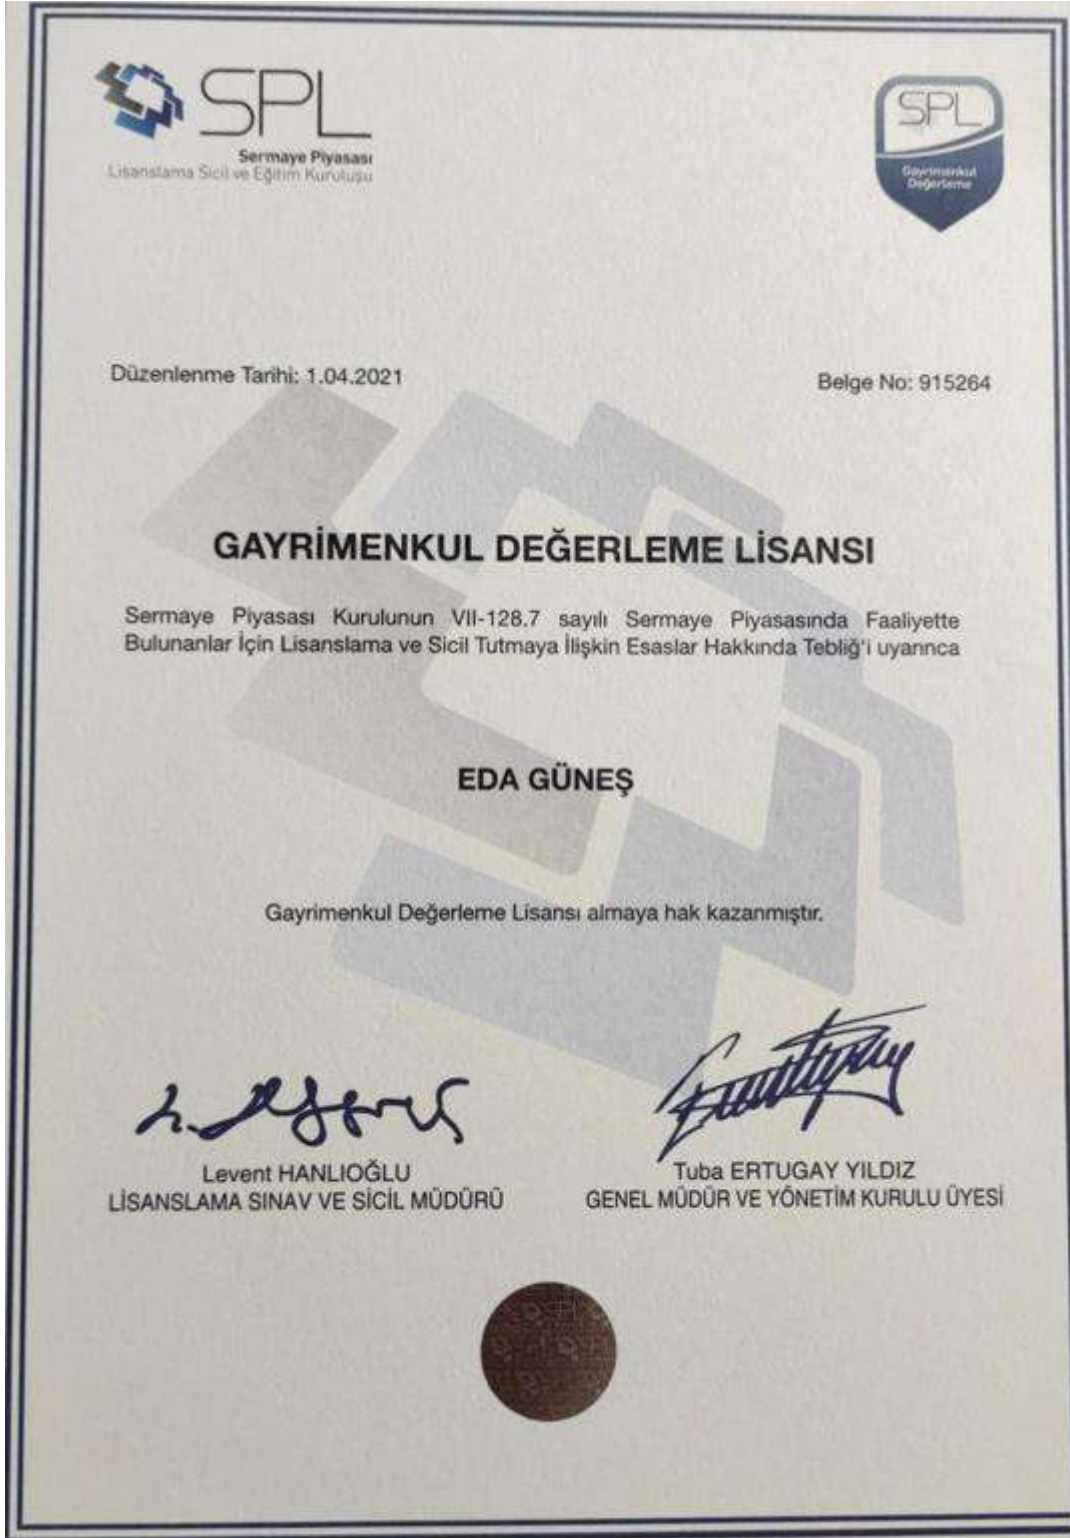 SPL
Sermaye Piyasası
Lisanslama Sicil ve Eğitim Kuruluşu
SPL
Gayrimenkul
Değerleme
Düzenlenme Tarihi: 1.04.2021
Belge No: 915264
GAYRİMENKUL DEĞERLEME LİSANSI
Sermaye Piyasası Kurulunun VII-128.7 sayılı Sermaye Piyasasında Faaliyette
Bulunanlar İçin Lisanslama ve Sicil Tutmaya İlişkin Esaslar Hakkında Tebliğ'i uyarınca
EDA GÜNEŞ
Gayrimenkul Değerleme Lisansı almaya hak kazanmıştır.
Levent HANLIOĞLU
LİSANSLAMA SINAV VE SİCİL MÜDÜRÜ
Tuba ERTUGAY YILDIZ
GENEL MÜDÜR VE YÖNETİM KURULU ÜYESİ